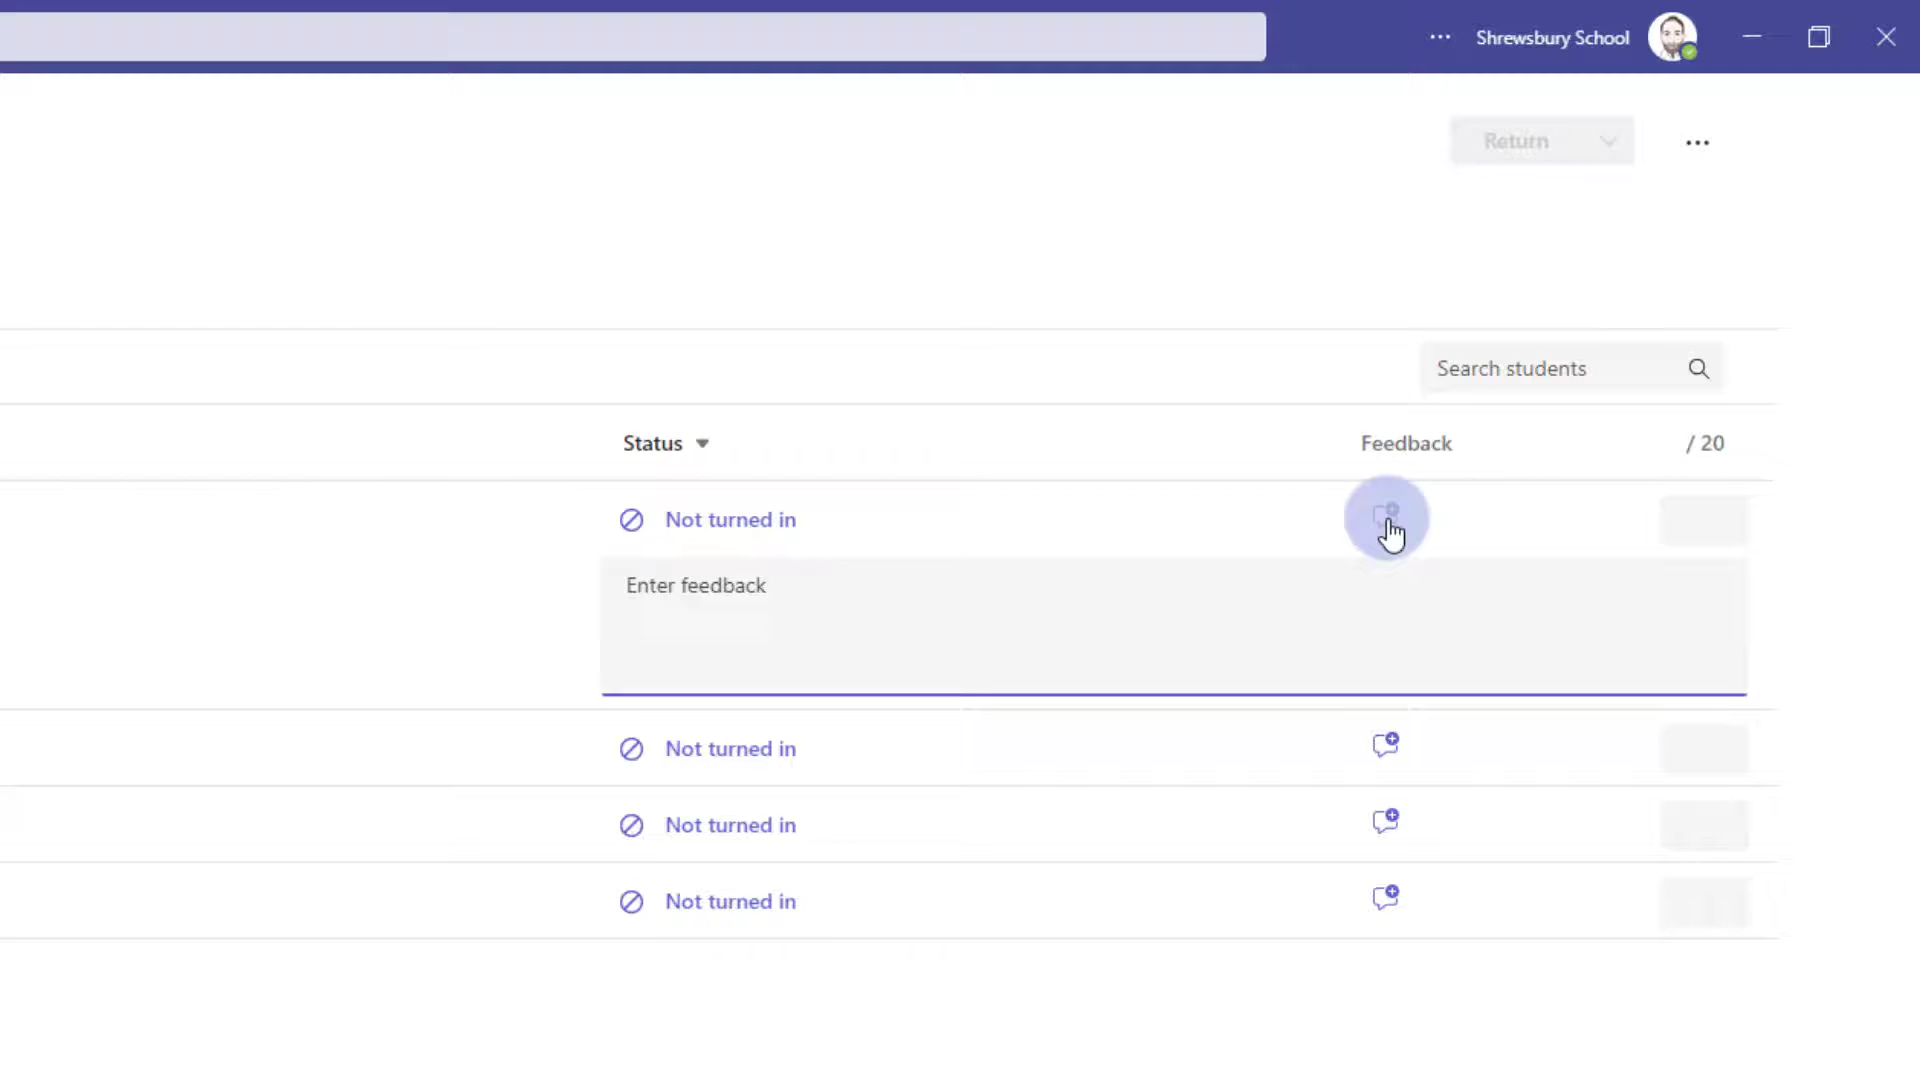 Shrewsbury School
Return
Search students
Status Feedback / 20
Not turned in
Enter feedback
Not turned in
Not turned in
Not turned in